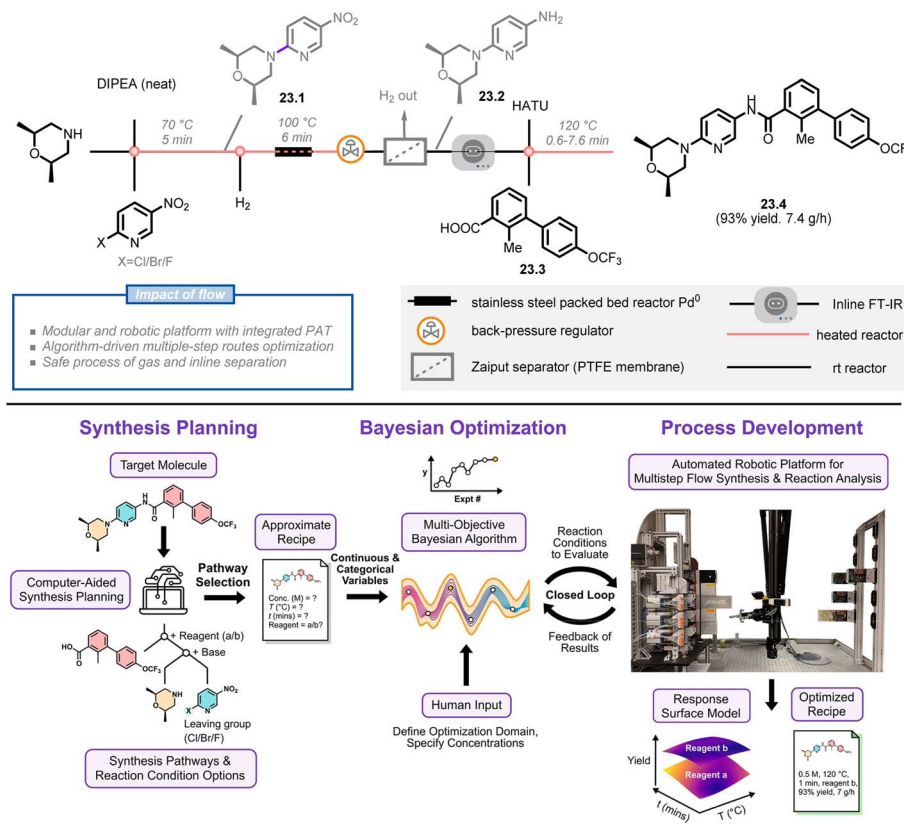 NO₂
N
N
O
23.1
NH₂
N
N
O
23.2
DIPEA (neat)
H₂ out
HATU
70 °C
5 min
100 °C
6 min
120 °C
0.6-7.6 min
NH
O
NO₂
X
N
X=Cl/Br/F
H₂
HOOC
Me
OCF₃
23.3
H
N
O
N
N
O
Me
OCF
23.4
(93% yield. 7.4 g/h)
Impact of flow
■ Modular and robotic platform with integrated PAT
■ Algorithm-driven multiple-step routes optimization
■ Safe process of gas and inline separation
stainless steel packed bed reactor Pd⁰
back-pressure regulator
Zaiput separator (PTFE membrane)
Inline FT-IR
heated reactor
rt reactor
Synthesis Planning
Target Molecule
H
N
O
N
N
O
OCF₃
Computer-Aided
Synthesis Planning
Pathway
Selection
Approximate
Recipe
Conc. (M) = ?
T (°C) = ?
t (mins) = ?
Reagent = a/b?
+ Reagent (a/b)
+ Base
O
HO
OCF₃
NH
O
NO₂
X
N
Leaving group
(Cl/Br/F)
Synthesis Pathways &
Reaction Condition Options
Bayesian Optimization
y
Expt #
Multi-Objective
Bayesian Algorithm
Continuous &
Categorical
Variables
Human Input
Define Optimization Domain,
Specify Concentrations
Reaction
Conditions
to Evaluate
Closed Loop
Feedback of
Results
Process Development
Automated Robotic Platform for
Multistep Flow Synthesis & Reaction Analysis
Response
Surface Model
Yield
Reagent b
Reagent a
t (mins)
T (°C)
Optimized
Recipe
0.5 M, 120 °C,
1 min, reagent b,
93% yield, 7 g/h